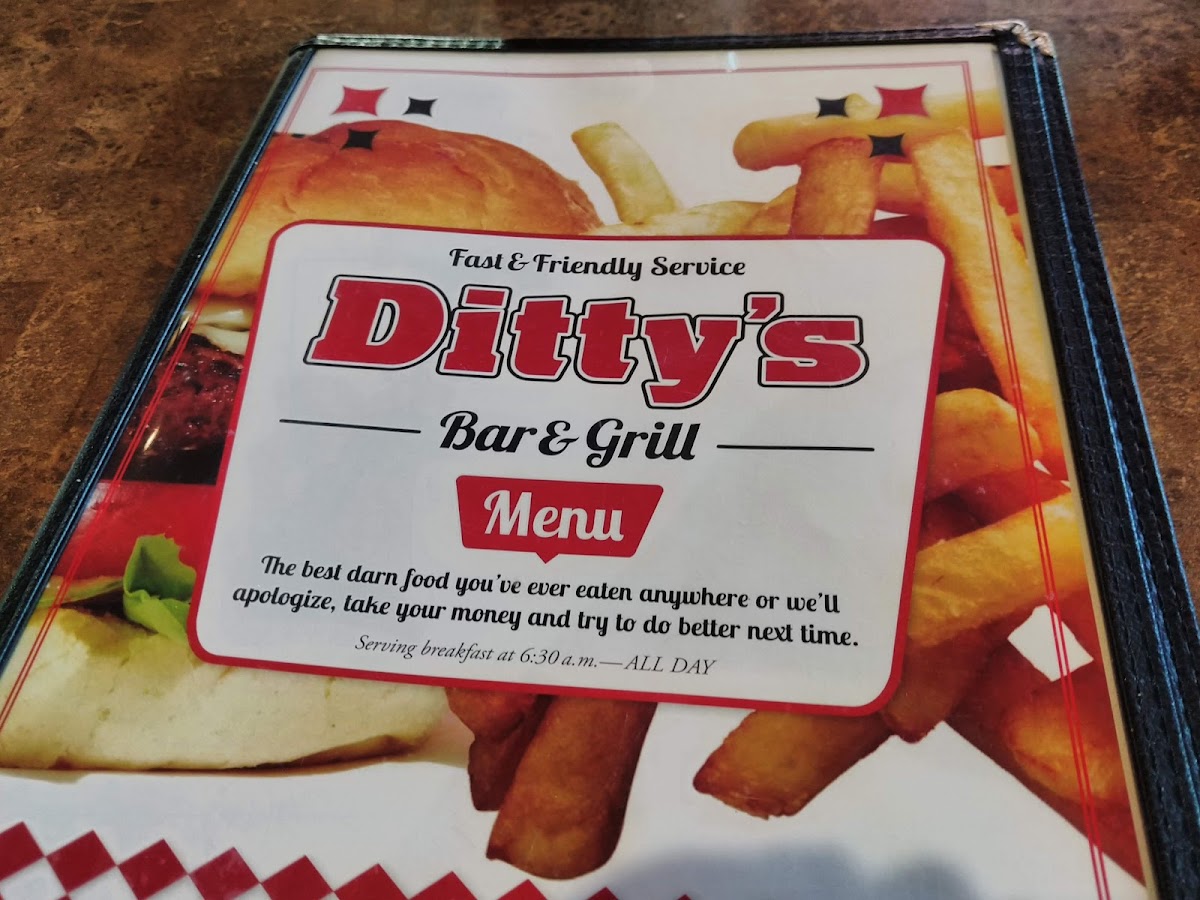 Fast & Friendly Service
Ditty's
Bar & Grill
Menu
The best darn food you've ever eaten anywhere or we'll
apologize, take your money and try to do better next time.
Serving breakfast at 6:30 a.m.—ALL DAY